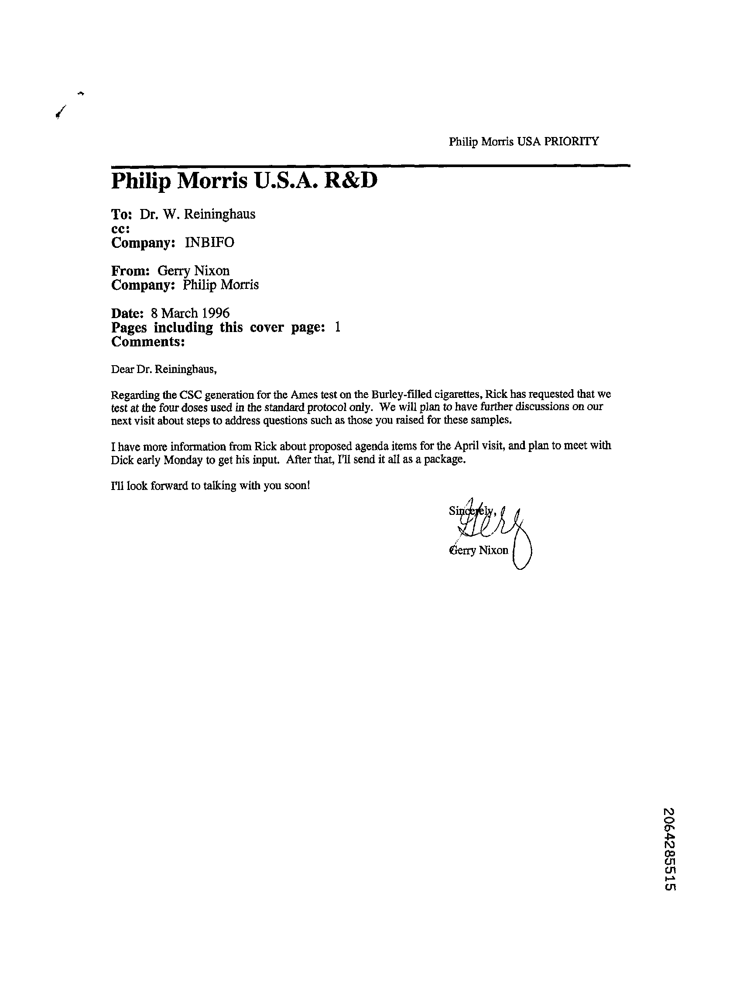 Philip Morris USA PRIORITY
Philip Morris U.S.A. R&D
To: Dr. W. Reininghaus
cc:
Company: INBIFO
From: Gerry Nixon
Company: Philip Morris
Date: 8 March 1996
Pages including this cover page: 1
Comments:
Dear Dr. Reininghaus,
Regarding the CSC generation for the Ames test on the Burley-filled cigarettes, Rick has requested that we
test at the four doses used in the standard protocol only. We will plan to have further discussions on our
next visit about steps to address questions such as those you raised for these samples.
I have more information from Rick about proposed agenda items for the April visit, and plan to meet with
Dick early Monday to get his input. After that, I'll send it all as a package.
I'll look forward to talking with you soon!
Sincerely,
Gerry
Gerry Nixon
2064285515